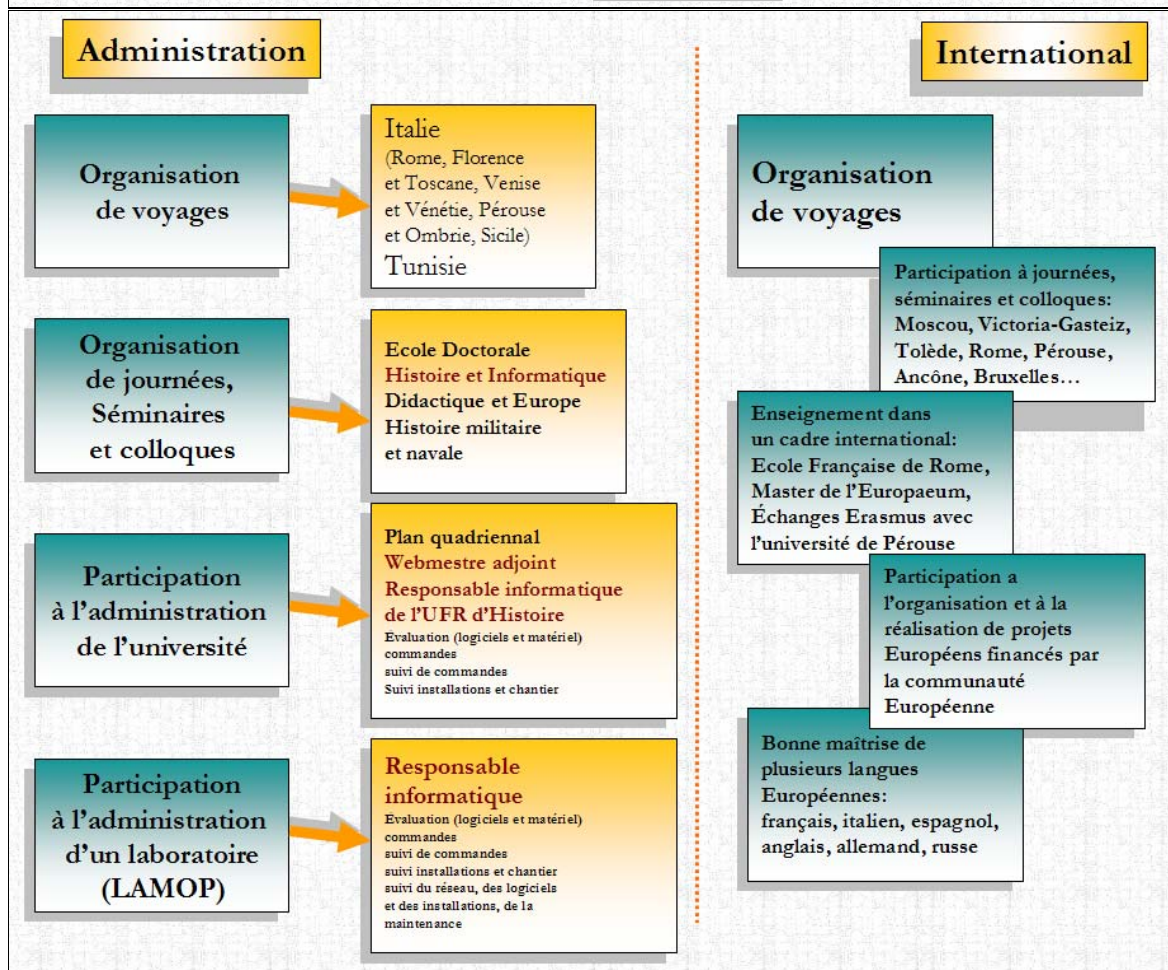 Administration
Organisation
de voyages
Italie
(Rome, Florence
et Toscane, Venise
et Vénétie, Pérouse
et Ombrie, Sicile)
Tunisie
Organisation
de journées,
Séminaires
et colloques
Ecole Doctorale
Histoire et Informatique
Didactique et Europe
Histoire militaire
et navale
Participation
à l'administration
de l'université
Plan quadriennal
Webmestre adjoint
Responsable informatique
de l'UFR d'Histoire
Évaluation (logiciels et matériel)
commandes
suivi de commandes
Suivi installations et chantier
Participation
à l'administration
d'un laboratoire
(LAMOP)
Responsable
informatique
Évaluation (logiciels et matériel)
commandes
suivi de commandes
suivi installations et chantier
suivi du réseau, des logiciels
et des installations, de la
maintenance
International
Organisation
de voyages
Participation à journées,
séminaires et colloques:
Moscou, Victoria-Gasteiz,
Tolède, Rome, Pérouse,
Ancône, Bruxelles…
Enseignement dans
un cadre international:
Ecole Française de Rome,
Master de l'Europaeum,
Échanges Erasmus avec
l'université de Pérouse
Participation a
l'organisation et à la
réalisation de projets
Européens financés par
la communauté
Européenne
Bonne maîtrise de
plusieurs langues
Européennes:
français, italien, espagnol,
anglais, allemand, russe